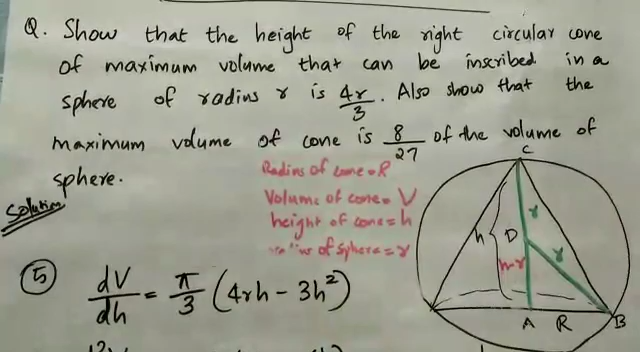 Q. Show that the height of the right circular cone
of maximum volume that can be inscribed in a
sphere of radius r is 4r/3. Also show that the
maximum volume of cone is 8/27 of the volume of
sphere.
Solution
Radius of cone = R
Volume of cone = V
height of cone = h
of sphere = r
C
r
h
D
r
h-r
A
R
B
⑤ dV/dh = π/3 (4rh - 3h²)